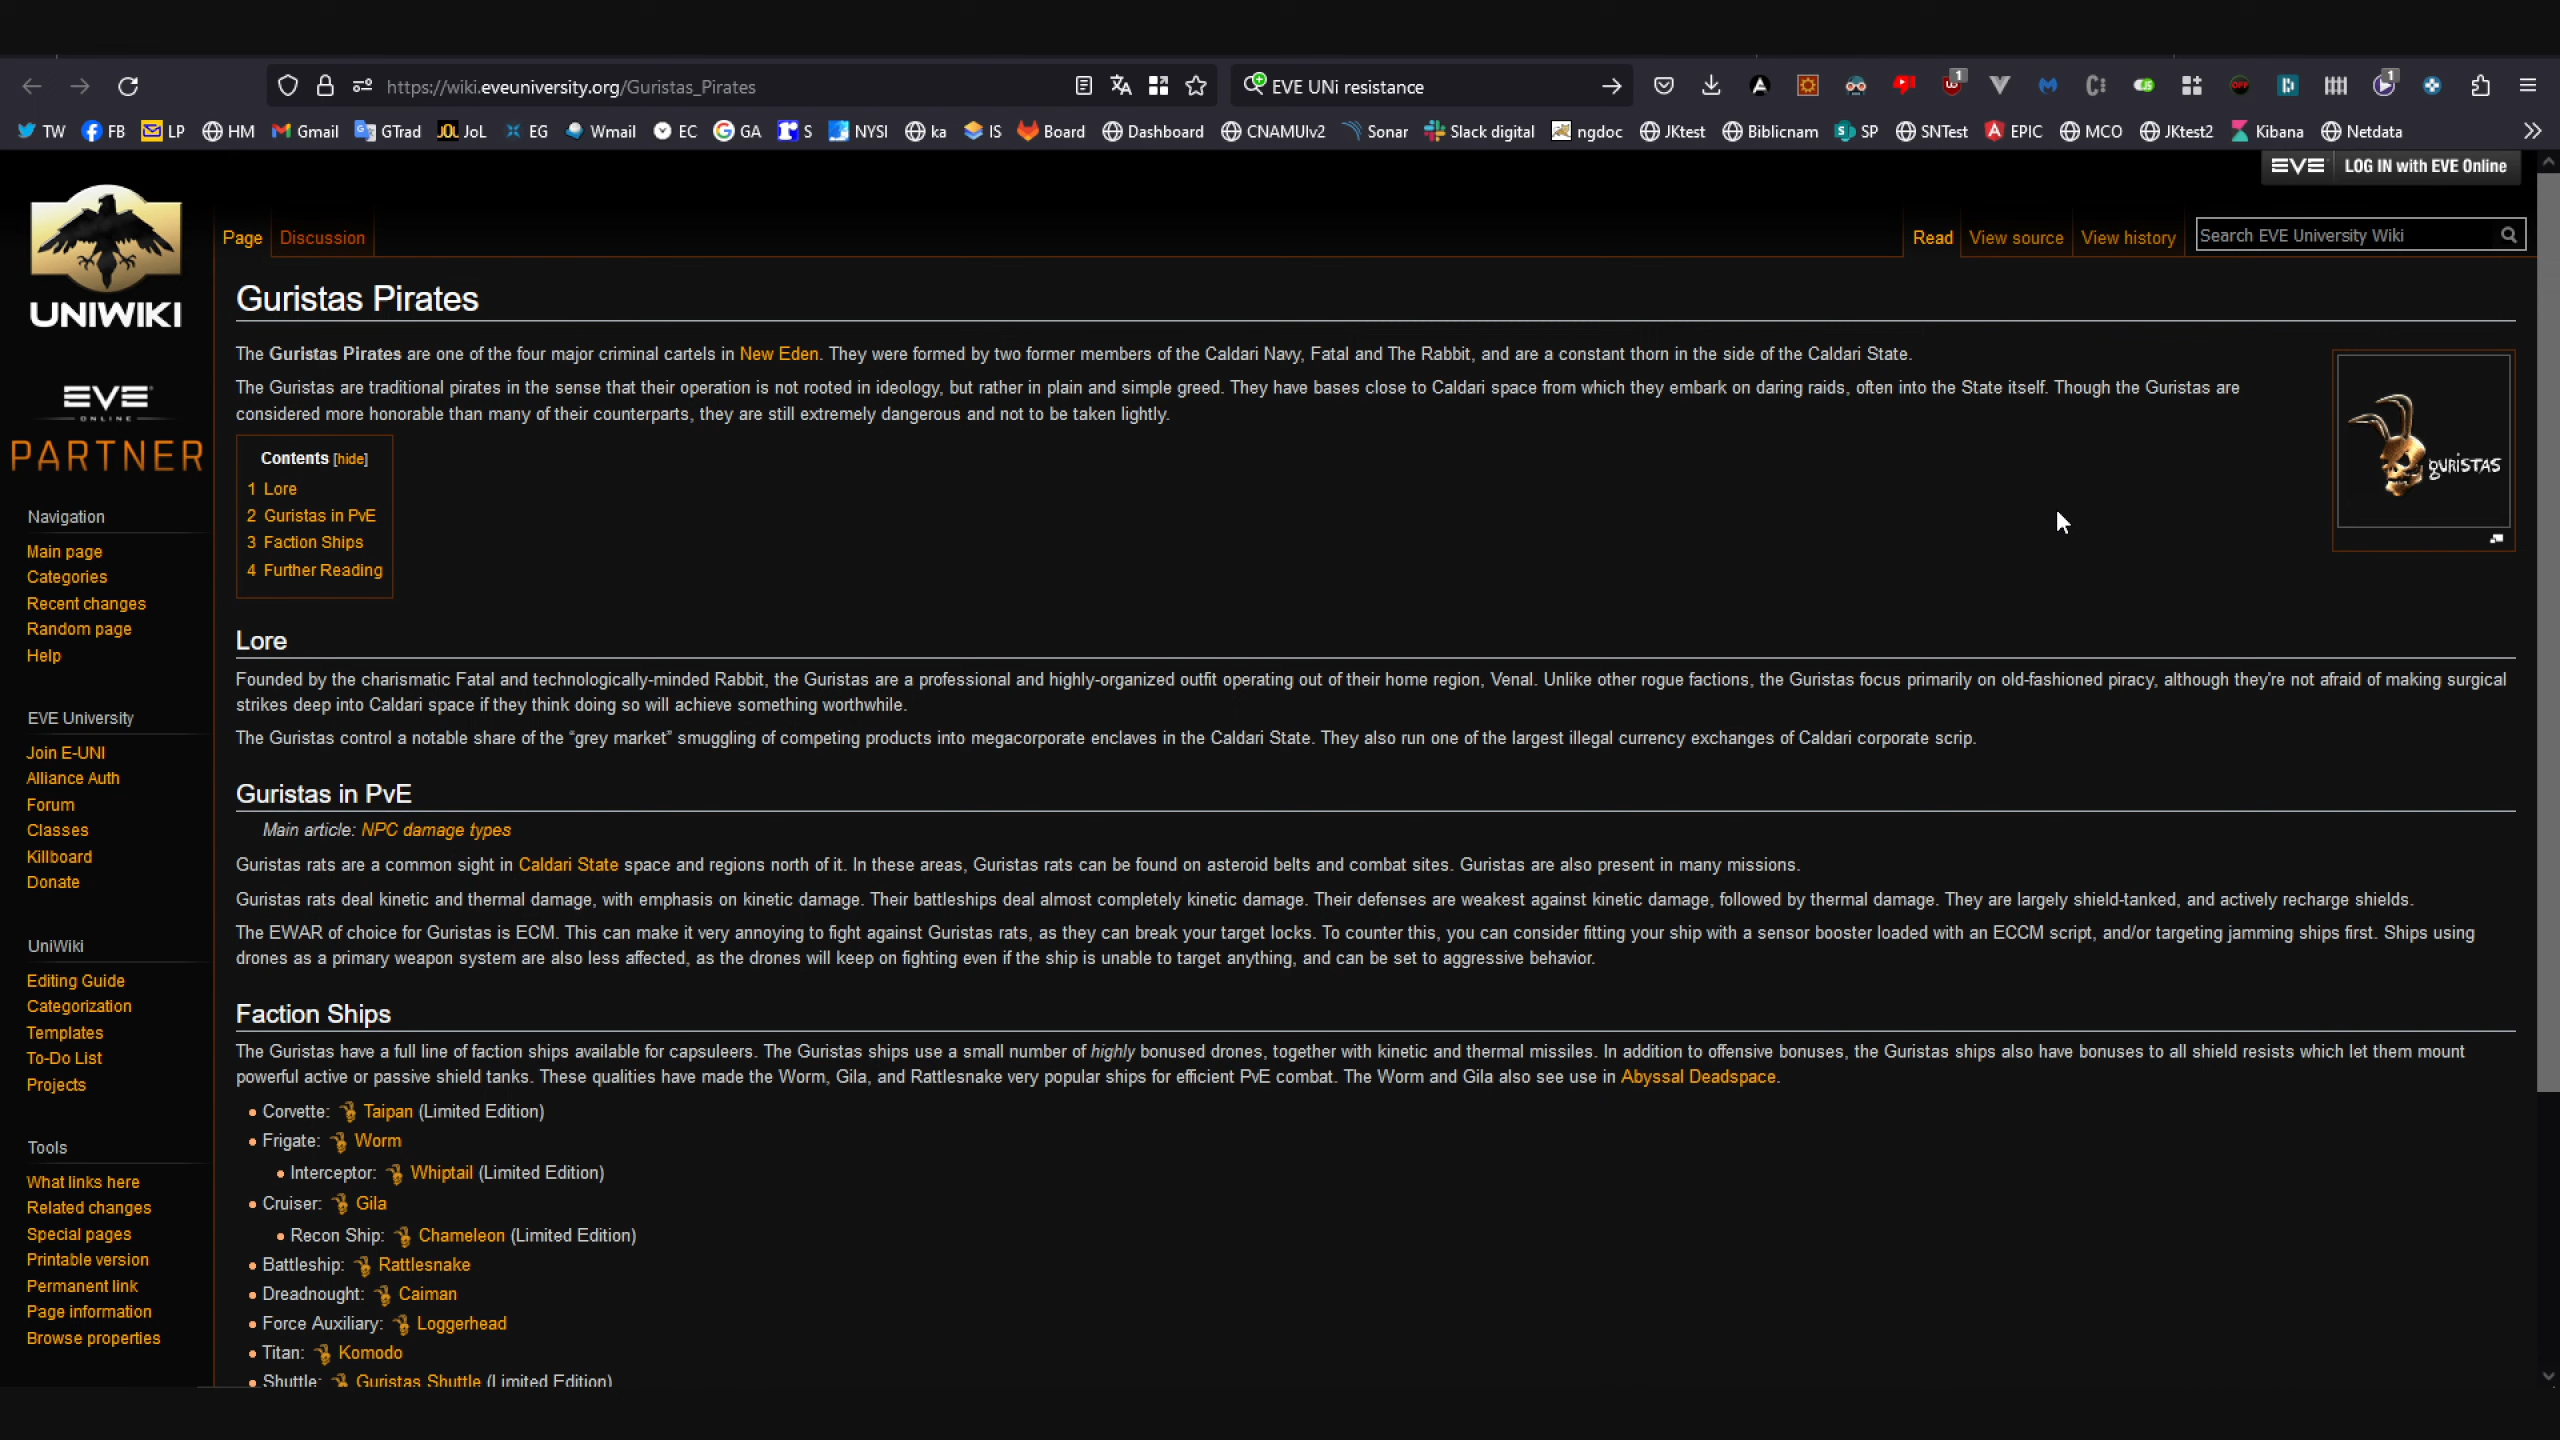 https://wiki.eveuniversity.org/Guristas_Pirates
EVE UNi resistance
1
OFF
1
TW
FB
LP
HM
Gmail
GTrad
JOL JoL
EG
Wmail
EC
GA
S
NYSI
ka
IS
Board
Dashboard
CNAMUIv2
Sonar
Slack digital
ngdoc
JKtest
Biblicnam
SP
SNTest
EPIC
MCO
JKtest2
Kibana
Netdata
EVE LOG IN with EVE Online
UNIWIKI
EVE
ONLINE
PARTNER
Navigation
Main page
Categories
Recent changes
Random page
Help
EVE University
Join E-UNI
Alliance Auth
Forum
Classes
Killboard
Donate
UniWiki
Editing Guide
Categorization
Templates
To-Do List
Projects
Tools
What links here
Related changes
Special pages
Printable version
Permanent link
Page information
Browse properties
Page
Discussion
Read
View source
View history
Search EVE University Wiki
Guristas Pirates
The Guristas Pirates are one of the four major criminal cartels in New Eden. They were formed by two former members of the Caldari Navy, Fatal and The Rabbit, and are a constant thorn in the side of the Caldari State.
The Guristas are traditional pirates in the sense that their operation is not rooted in ideology, but rather in plain and simple greed. They have bases close to Caldari space from which they embark on daring raids, often into the State itself. Though the Guristas are
considered more honorable than many of their counterparts, they are still extremely dangerous and not to be taken lightly.
guristas
Contents [hide]
1 Lore
2 Guristas in PvE
3 Faction Ships
4 Further Reading
Lore
Founded by the charismatic Fatal and technologically-minded Rabbit, the Guristas are a professional and highly-organized outfit operating out of their home region, Venal. Unlike other rogue factions, the Guristas focus primarily on old-fashioned piracy, although they're not afraid of making surgical
strikes deep into Caldari space if they think doing so will achieve something worthwhile.
The Guristas control a notable share of the “grey market” smuggling of competing products into megacorporate enclaves in the Caldari State. They also run one of the largest illegal currency exchanges of Caldari corporate scrip.
Guristas in PvE
Main article: NPC damage types
Guristas rats are a common sight in Caldari State space and regions north of it. In these areas, Guristas rats can be found on asteroid belts and combat sites. Guristas are also present in many missions.
Guristas rats deal kinetic and thermal damage, with emphasis on kinetic damage. Their battleships deal almost completely kinetic damage. Their defenses are weakest against kinetic damage, followed by thermal damage. They are largely shield-tanked, and actively recharge shields.
The EWAR of choice for Guristas is ECM. This can make it very annoying to fight against Guristas rats, as they can break your target locks. To counter this, you can consider fitting your ship with a sensor booster loaded with an ECCM script, and/or targeting jamming ships first. Ships using
drones as a primary weapon system are also less affected, as the drones will keep on fighting even if the ship is unable to target anything, and can be set to aggressive behavior.
Faction Ships
The Guristas have a full line of faction ships available for capsuleers. The Guristas ships use a small number of highly bonused drones, together with kinetic and thermal missiles. In addition to offensive bonuses, the Guristas ships also have bonuses to all shield resists which let them mount
powerful active or passive shield tanks. These qualities have made the Worm, Gila, and Rattlesnake very popular ships for efficient PvE combat. The Worm and Gila also see use in Abyssal Deadspace.
Corvette: Taipan (Limited Edition)
Frigate: Worm
Interceptor: Whiptail (Limited Edition)
Cruiser: Gila
Recon Ship: Chameleon (Limited Edition)
Battleship: Rattlesnake
Dreadnought: Caiman
Force Auxiliary: Loggerhead
Titan: Komodo
Shuttle: Guristas Shuttle (Limited Edition)